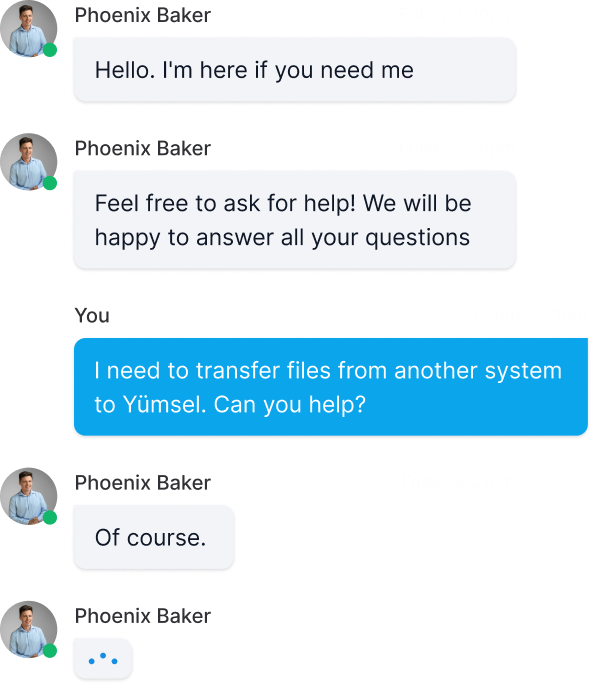 Phoenix Baker
Hello. I'm here if you need me
Phoenix Baker
Feel free to ask for help! We will be
happy to answer all your questions
You
I need to transfer files from another system
to Yümsel. Can you help?
Phoenix Baker
Of course.
Phoenix Baker